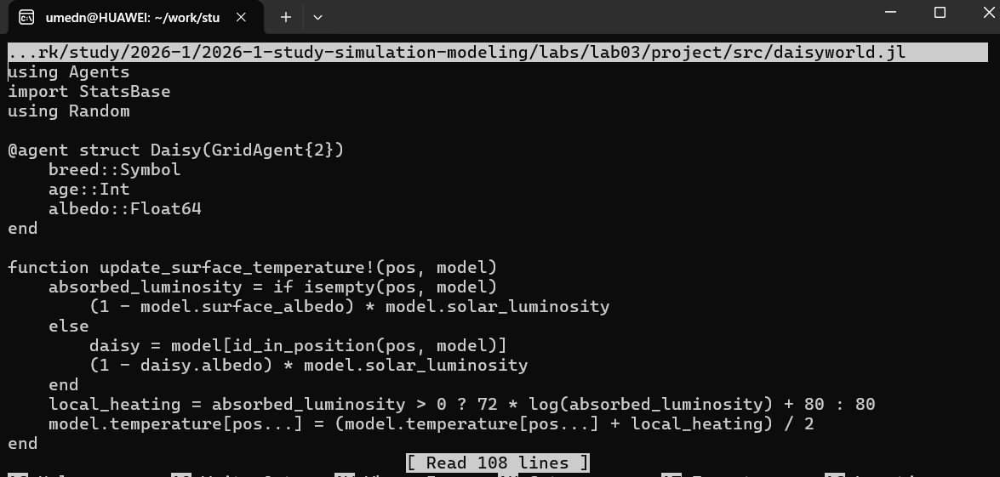 umedn@HUAWEI: ~/work/stu
...rk/study/2026-1/2026-1-study-simulation-modeling/labs/lab03/project/src/daisyworld.jl
using Agents
import StatsBase
using Random

@agent struct Daisy(GridAgent{2})
    breed::Symbol
    age::Int
    albedo::Float64
end

function update_surface_temperature!(pos, model)
    absorbed_luminosity = if isempty(pos, model)
        (1 - model.surface_albedo) * model.solar_luminosity
    else
        daisy = model[id_in_position(pos, model)]
        (1 - daisy.albedo) * model.solar_luminosity
    end
    local_heating = absorbed_luminosity > 0 ? 72 * log(absorbed_luminosity) + 80 : 80
    model.temperature[pos...] = (model.temperature[pos...] + local_heating) / 2
end
[ Read 108 lines ]